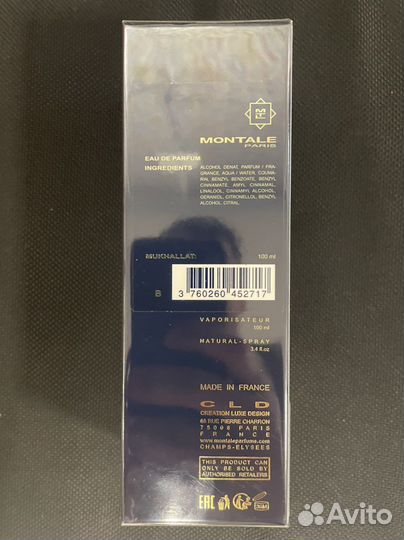 MONTALE
PARIS
EAU DE PARFUM
INGREDIENTS
ALCOHOL DENAT, PARFUM / FRA-
GRANCE, AQUA / WATER, COUMA-
RIN, BENZYL BENZOATE, BENZYL
CINNAMATE, AMYL CINNAMAL,
LINALOOL, CINNAMYL ALCOHOL,
GERANIOL, CITRONELLOL, BENZYL
ALCOHOL, CITRAL.
MUKHALLAT
100 ml
3 760260 452717
VAPORISATEUR
100 ml
NATURAL-SPRAY
3.4 fl.oz
MADE IN FRANCE
CLD
CREATION LUXE DESIGN
66 RUE PIERRE CHARRON
75008 PARIS
FRANCE
www.montaleparfums.com
CHAMPS-ELYSEES
THIS PRODUCT CAN
ONLY BE SOLD BY
AUTHORISED RETAILERS
EAC
Avito